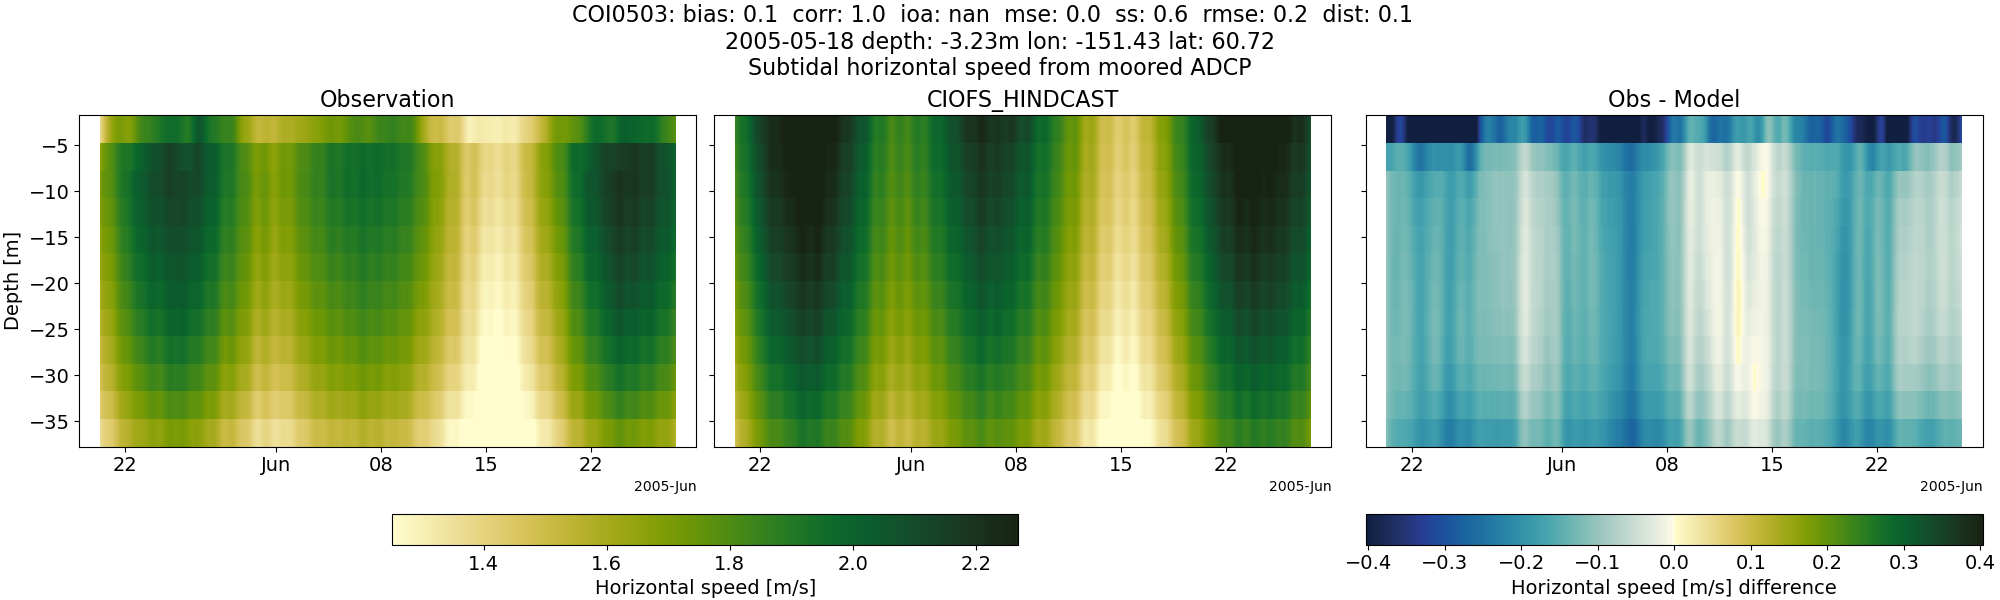 COI0503: bias: 0.1  corr: 1.0  ioa: nan  mse: 0.0  ss: 0.6  rmse: 0.2  dist: 0.1
2005-05-18 depth: -3.23m lon: -151.43 lat: 60.72
Subtidal horizontal speed from moored ADCP
Observation
CIOFS_HINDCAST
Obs - Model
Depth [m]
−5
−10
−15
−20
−25
−30
−35
22 Jun 08 15 22
2005-Jun
22 Jun 08 15 22
2005-Jun
22 Jun 08 15 22
2005-Jun
1.4 1.6 1.8 2.0 2.2
Horizontal speed [m/s]
−0.4 −0.3 −0.2 −0.1 0.0 0.1 0.2 0.3 0.4
Horizontal speed [m/s] difference